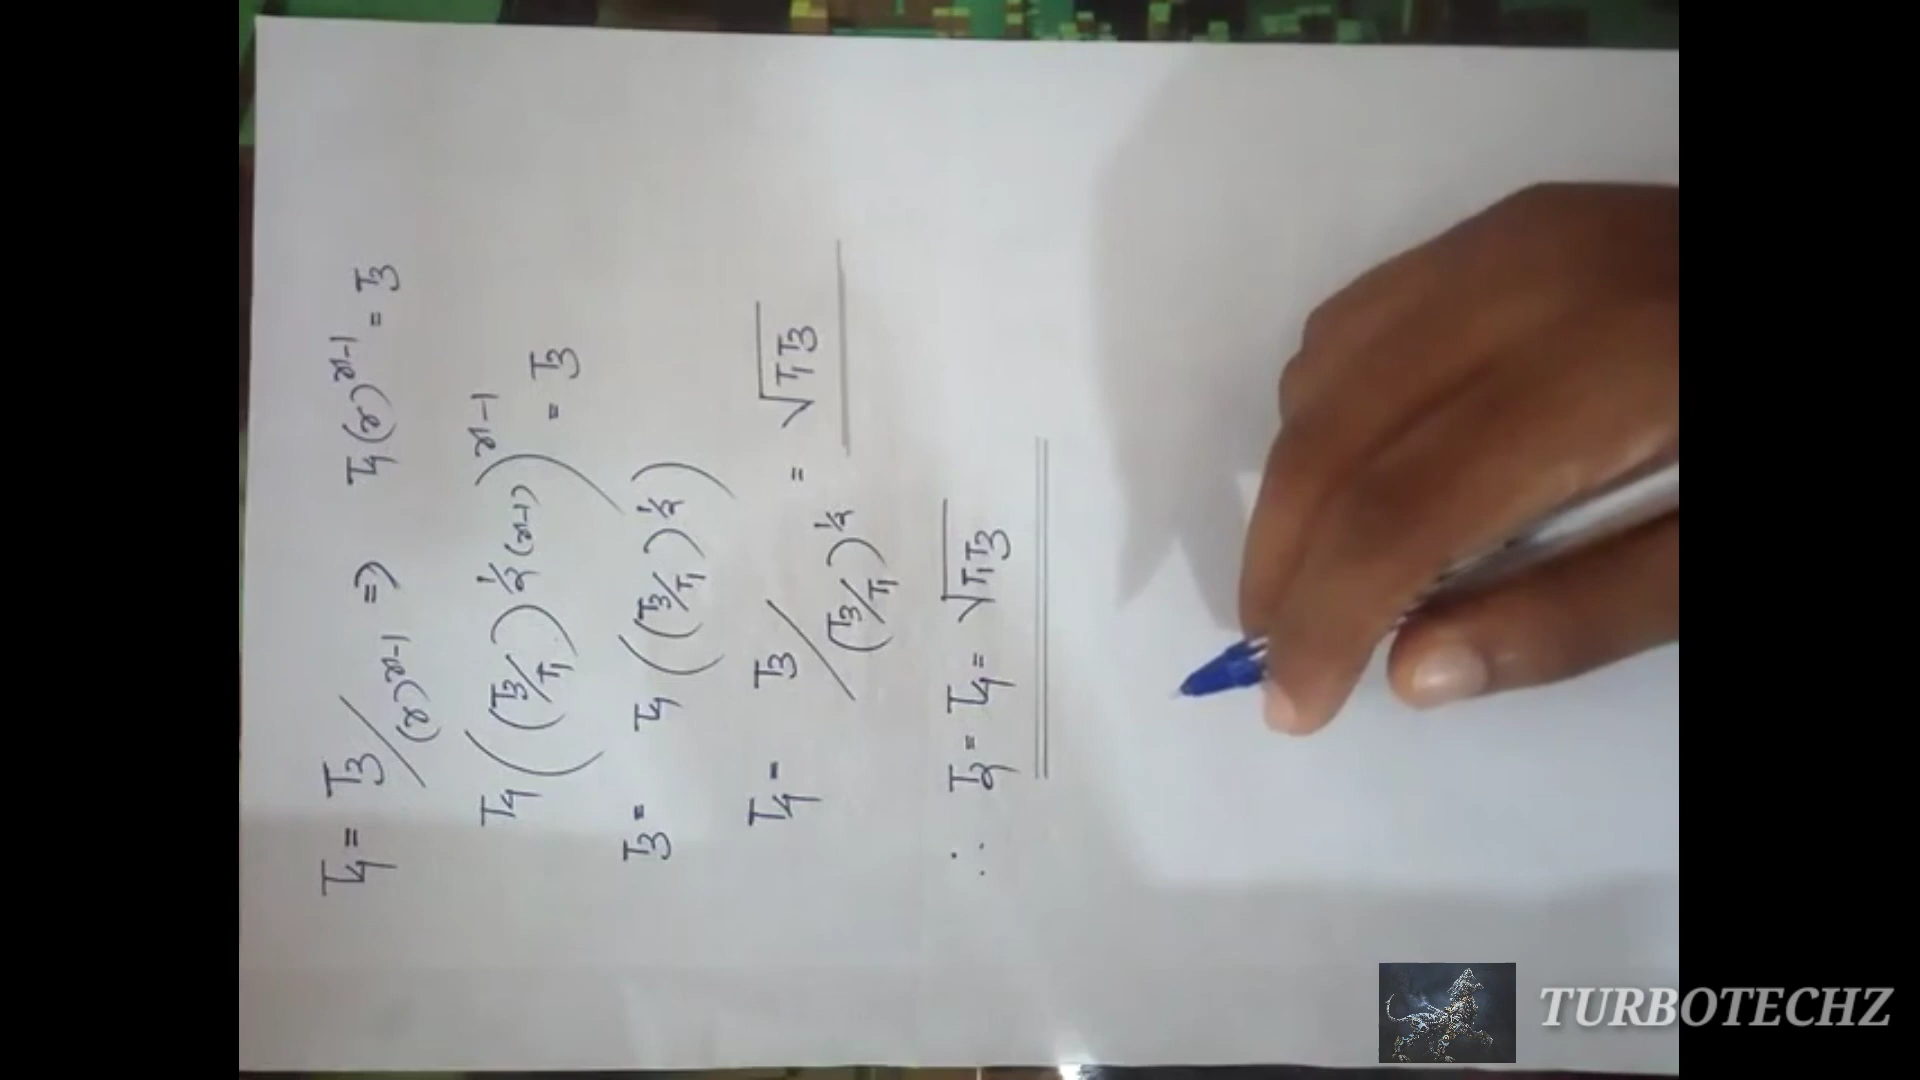 T4 = T3/(r)^γ-1 => T4(r)^γ-1 = T3
T4((T3/T1)^1/2(γ-1))^γ-1 = T3
T3 = T4((T3/T1)^1/2)
T4 = T3/(T3/T1)^1/2 = √T1T3
∴ T2 = T4 = √T1T3
TURBOTECHZ